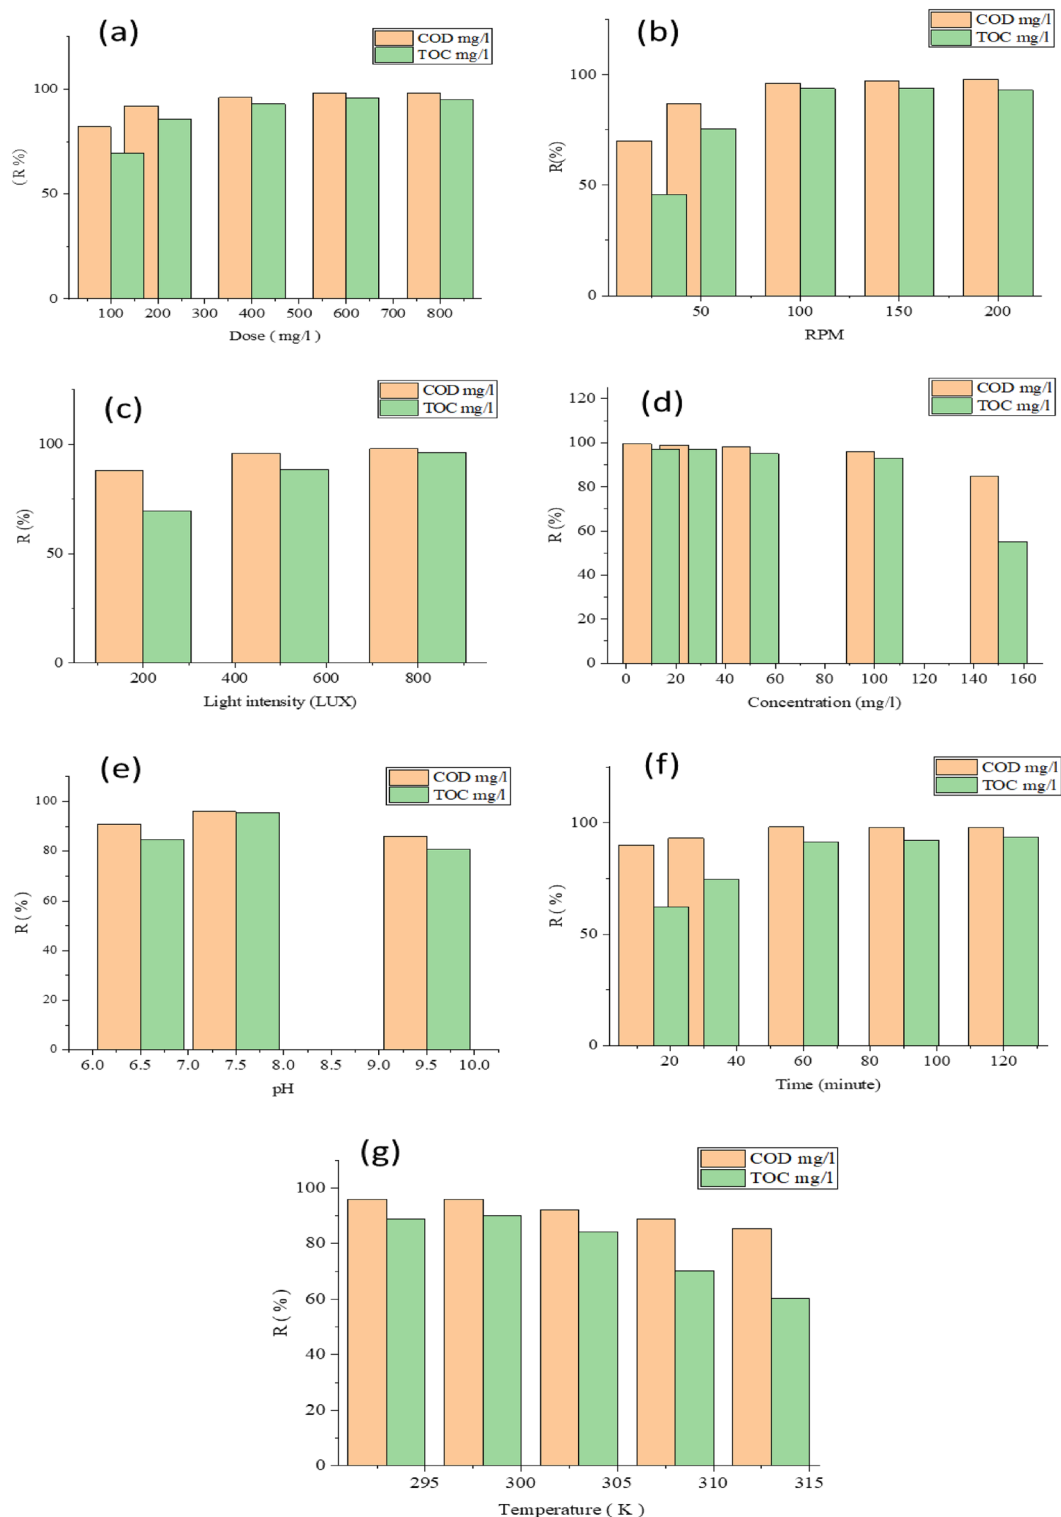 (a)
COD mg/l
TOC mg/l
100
50
0
(R%)
100 200 300 400 500 600 700 800
Dose ( mg/l )
(b)
COD mg/l
TOC mg/l
100
50
0
R(%)
50 100 150 200
RPM
(c)
COD mg/l
TOC mg/l
100
50
0
R(%)
200 400 600 800
Light intensity (LUX)
(d)
COD mg/l
TOC mg/l
120
100
80
60
40
20
0
R(%)
0 20 40 60 80 100 120 140 160
Concentration (mg/l)
(e)
COD mg/l
TOC mg/l
100
80
60
40
20
0
R ( % )
6.0 6.5 7.0 7.5 8.0 8.5 9.0 9.5 10.0
pH
(f)
COD mg/l
TOC mg/l
100
50
0
R ( % )
20 40 60 80 100 120
Time (minute)
(g)
COD mg/l
TOC mg/l
100
80
60
40
20
0
R ( % )
295 300 305 310 315
Temperature ( K )